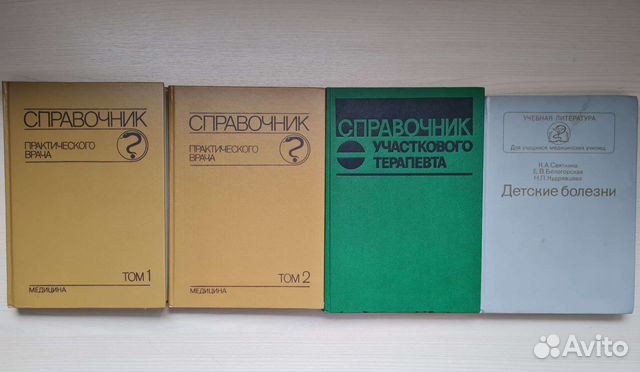 СПРАВОЧНИК
ПРАКТИЧЕСКОГО
ВРАЧА
ТОМ 1
МЕДИЦИНА
СПРАВОЧНИК
ПРАКТИЧЕСКОГО
ВРАЧА
ТОМ 2
МЕДИЦИНА
СПРАВОЧНИК
УЧАСТКОВОГО
ТЕРАПЕВТА
УЧЕБНАЯ ЛИТЕРАТУРА
Для учащихся медицинских училищ
К.А.Святкина
Е.В.Белогорская
Н.П.Кудрявцева
Детские болезни
Avito